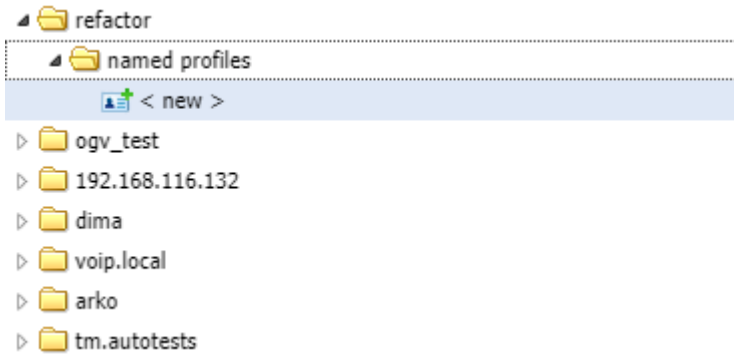 refactor
named profiles
< new >
ogv_test
192.168.116.132
dima
voip.local
arko
tm.autotests